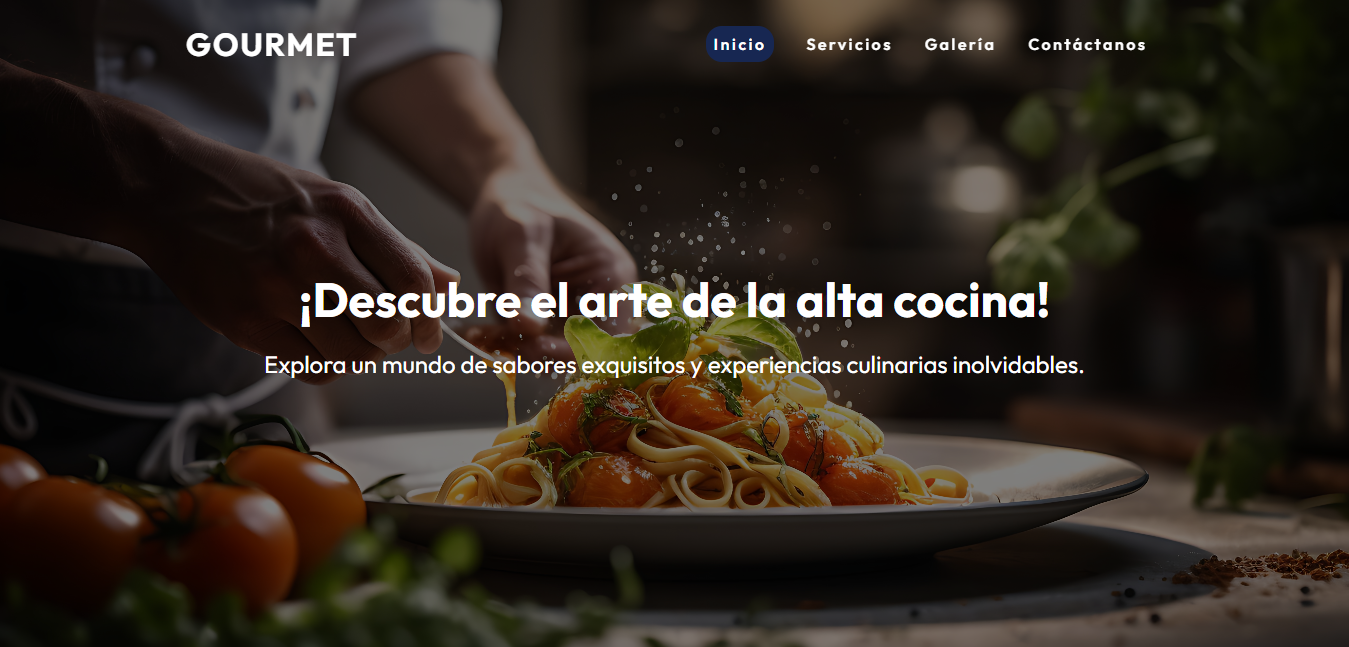 GOURMET
Inicio Servicios Galería Contáctanos
¡Descubre el arte de la alta cocina!
Explora un mundo de sabores exquisitos y experiencias culinarias inolvidables.